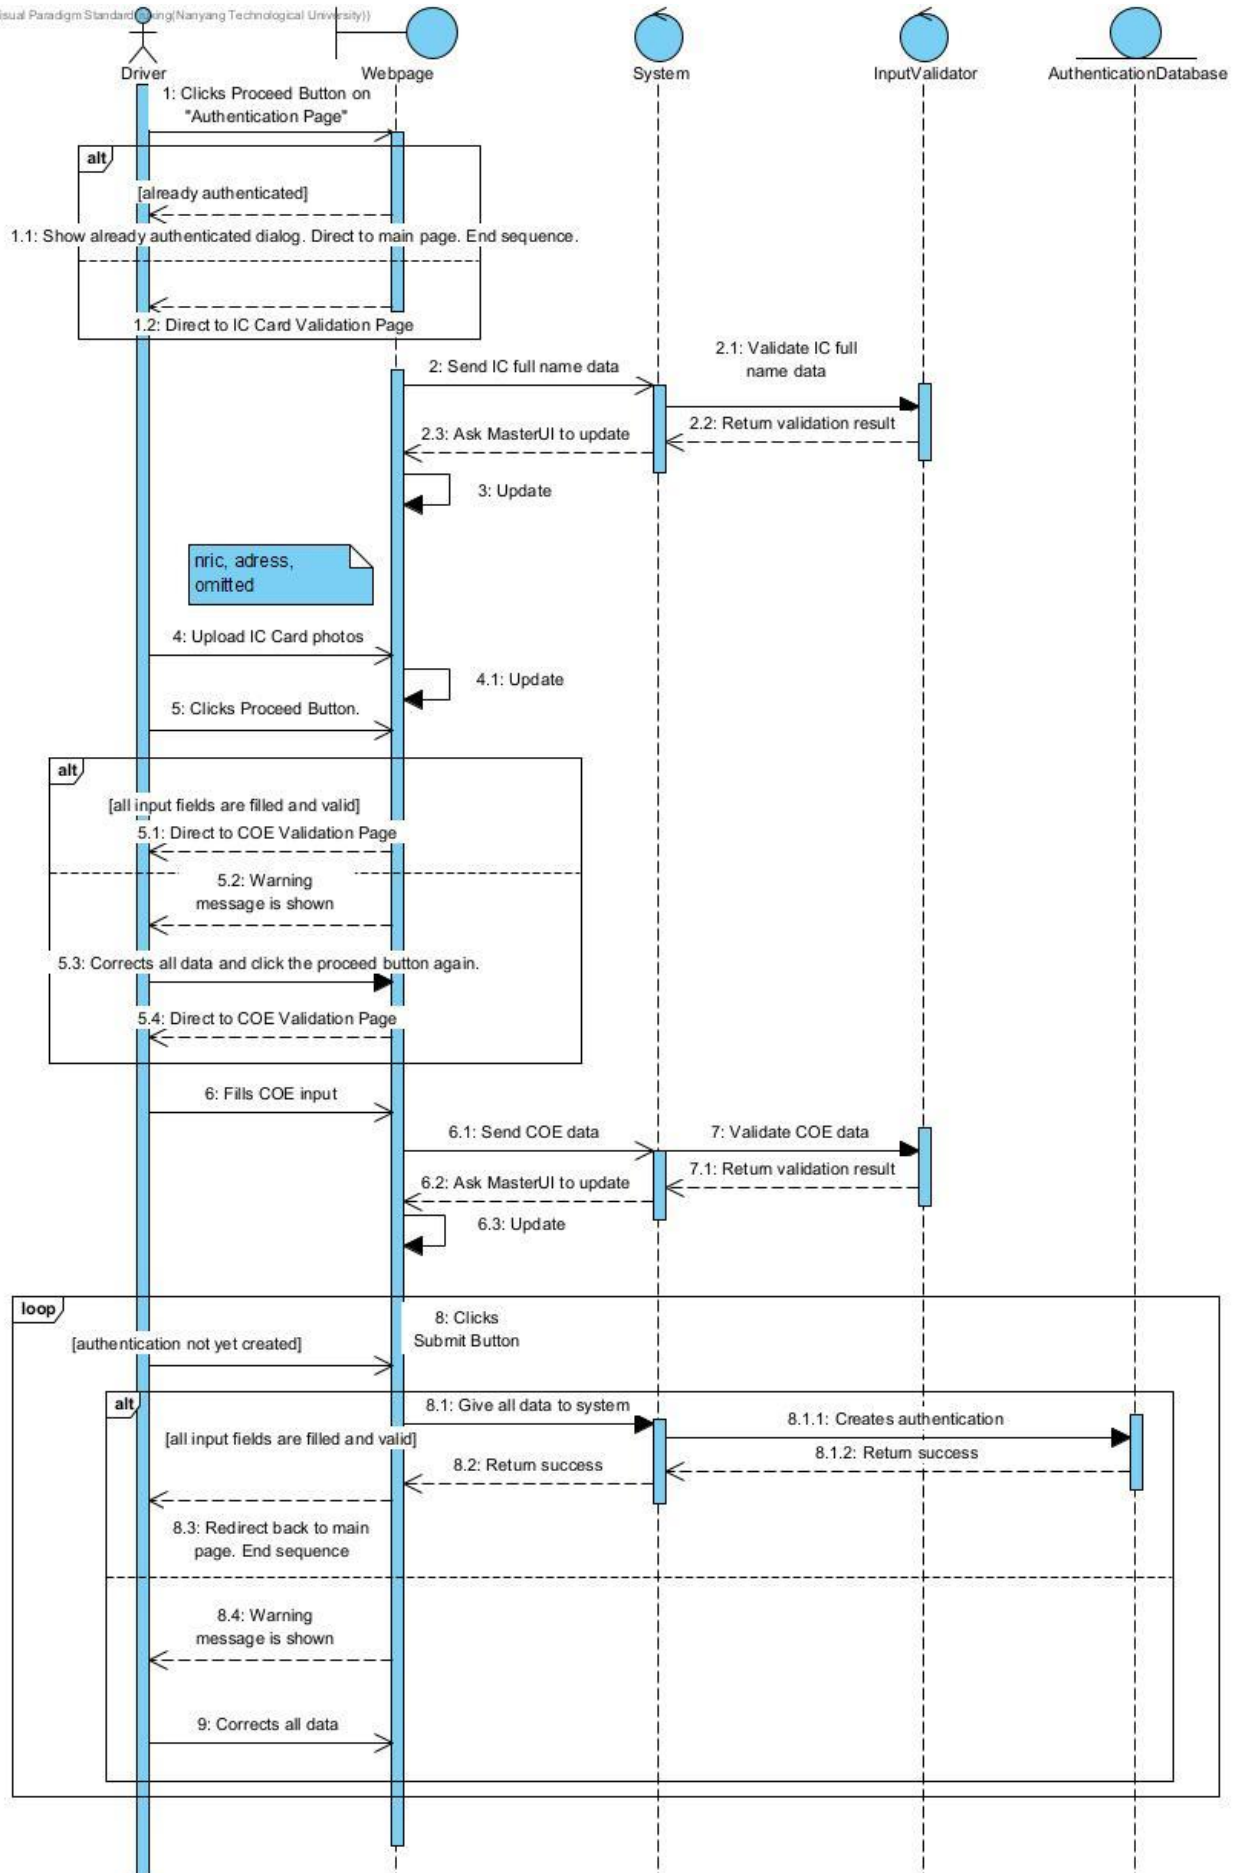 isual Paradigm Standard king(Nanyang Technological University))
Driver
Webpage
System
InputValidator
AuthenticationDatabase
1: Clicks Proceed Button on
"Authentication Page"
alt
[already authenticated]
1.1: Show already authenticated dialog. Direct to main page. End sequence.
1.2: Direct to IC Card Validation Page
2: Send IC full name data
2.1: Validate IC full
name data
2.2: Return validation result
2.3: Ask MasterUI to update
3: Update
nric, adress,
omitted
4: Upload IC Card photos
4.1: Update
5: Clicks Proceed Button.
alt
[all input fields are filled and valid]
5.1: Direct to COE Validation Page
5.2: Warning
message is shown
5.3: Corrects all data and click the proceed button again.
5.4: Direct to COE Validation Page
6: Fills COE input
6.1: Send COE data
7: Validate COE data
7.1: Return validation result
6.2: Ask MasterUI to update
6.3: Update
loop
8: Clicks
Submit Button
[authentication not yet created]
alt
8.1: Give all data to system
8.1.1: Creates authentication
[all input fields are filled and valid]
8.1.2: Return success
8.2: Return success
8.3: Redirect back to main
page. End sequence
8.4: Warning
message is shown
9: Corrects all data